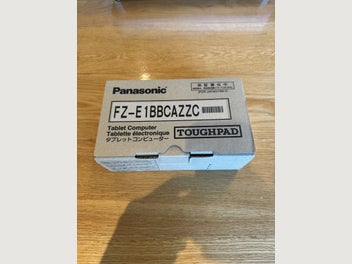 Panasonic
FZ-E1BBCAZZC
Tablet Computer
Tablette électronique
タブレットコンピューター
TOUGHPAD